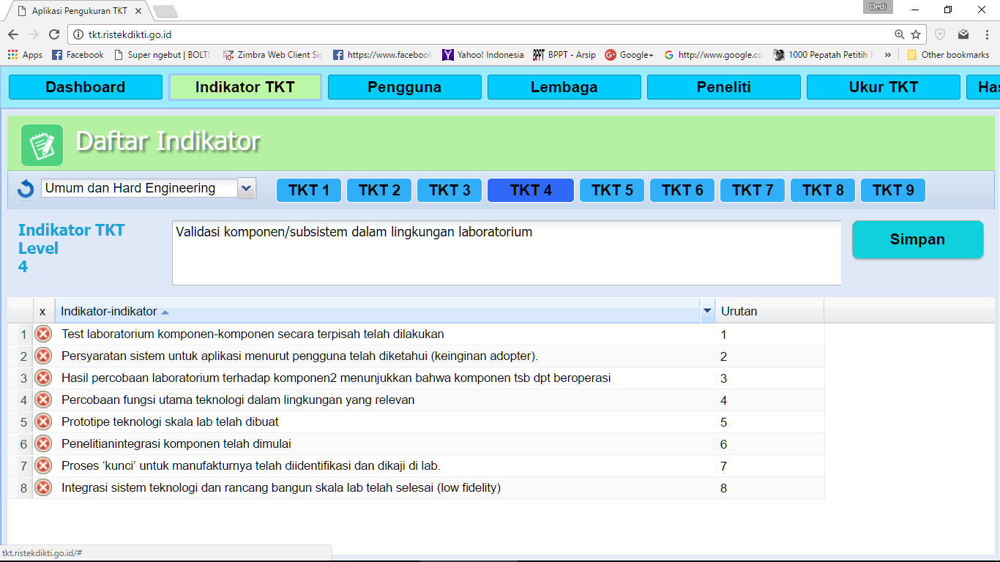 Aplikasi Pengukuran TKT
Dedi
tkt.ristekdikti.go.id
Apps Facebook Super ngebut | BOLT! Zimbra Web Client Sig https://www.facebook Yahoo! Indonesia BPPT - Arsip Google+ http://www.google.co 1000 Pepatah Petitih » Other bookmarks
Dashboard Indikator TKT Pengguna Lembaga Peneliti Ukur TKT Has
Daftar Indikator
Umum dan Hard Engineering TKT 1 TKT 2 TKT 3 TKT 4 TKT 5 TKT 6 TKT 7 TKT 8 TKT 9
Indikator TKT
Level
4
Validasi komponen/subsistem dalam lingkungan laboratorium
Simpan
x Indikator-indikator Urutan
1 Test laboratorium komponen-komponen secara terpisah telah dilakukan 1
2 Persyaratan sistem untuk aplikasi menurut pengguna telah diketahui (keinginan adopter). 2
3 Hasil percobaan laboratorium terhadap komponen2 menunjukkan bahwa komponen tsb dpt beroperasi 3
4 Percobaan fungsi utama teknologi dalam lingkungan yang relevan 4
5 Prototipe teknologi skala lab telah dibuat 5
6 Penelitianintegrasi komponen telah dimulai 6
7 Proses ‘kunci’ untuk manufakturnya telah diidentifikasi dan dikaji di lab. 7
8 Integrasi sistem teknologi dan rancang bangun skala lab telah selesai (low fidelity) 8
tkt.ristekdikti.go.id/#